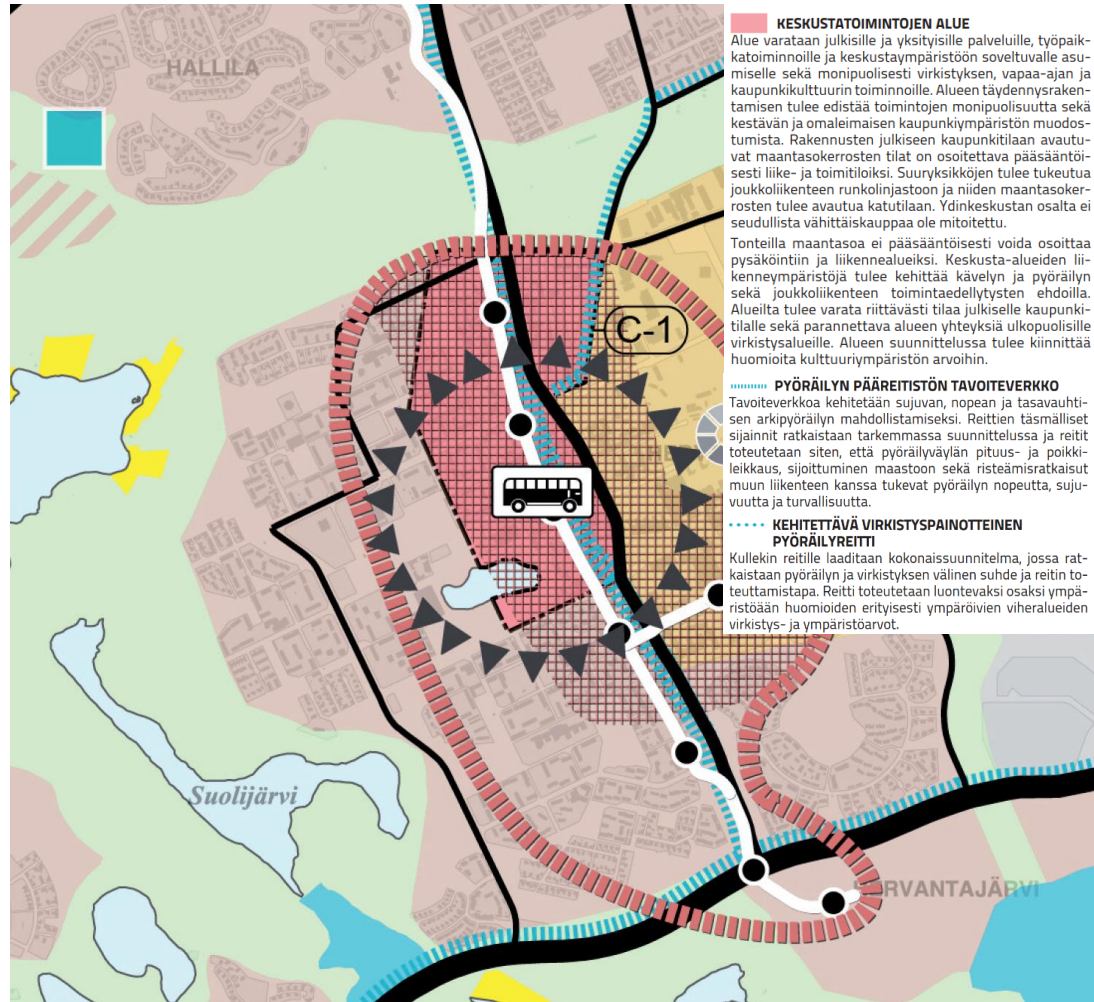 KESKUSTATOIMINTOJEN ALUE
Alue varataan julkisille ja yksityisille palveluille, työpaik-
katoiminnoille ja keskustaympäristöön soveltuvalle asu-
miselle sekä monipuolisesti virkistyksen, vapaa-ajan ja
kaupunkikulttuurin toiminnoille. Alueen täydennysraken-
tamisen tulee edistää toimintojen monipuolisuutta sekä
kestävän ja omaleimaisen kaupunkiympäristön muodos-
tumista. Rakennusten julkiseen kaupunkitilaan avautu-
vat maantasokerrosten tilat on osoitettava pääsääntöi-
sesti liike- ja toimitiloiksi. Suuryksikköjen tulee tukeutua
joukkoliikenteen runkolinjastoon ja niiden maantasoker-
rosten tulee avautua katutilaan. Ydinkeskustan osalta ei
seudullista vähittäiskauppaa ole mitoitettu.
Tonteilla maantasoa ei pääsääntöisesti voida osoittaa
pysäköintiin ja liikennealueiksi. Keskusta-alueiden lii-
kenneympäristöjä tulee kehittää kävelyn ja pyöräilyn
sekä joukkoliikenteen toimintaedellytysten ehdoilla.
Alueilta tulee varata riittävästi tilaa julkiselle kaupunki-
tilalle sekä parannettava alueen yhteyksiä ulkopuolisille
virkistysalueille. Alueen suunnittelussa tulee kiinnittää
huomioita kulttuuriympäristön arvoihin.
PYÖRÄILYN PÄÄREITISTÖN TAVOITEVERKKO
Tavoiteverkkoa kehitetään sujuvan, nopean ja tasavauhti-
sen arkipyöräilyn mahdollistamiseksi. Reittien täsmälliset
sijainnit ratkaistaan tarkemmassa suunnittelussa ja reitit
toteutetaan siten, että pyöräilyväylän pituus- ja poikki-
leikkaus, sijoittuminen maastoon sekä risteämisratkaisut
muun liikenteen kanssa tukevat pyöräilyn nopeutta, suju-
vuutta ja turvallisuutta.
KEHITETTÄVÄ VIRKISTYSPAINOTTEINEN
PYÖRÄILYREITTI
Kullekin reitille laaditaan kokonaissuunnitelma, jossa rat-
kaistaan pyöräilyn ja virkistyksen välinen suhde ja reitin to-
teuttamistapa. Reitti toteutetaan luontevaksi osaksi ympä-
ristöään huomioiden erityisesti ympäröivien viheralueiden
virkistys- ja ympäristöarvot.
HALLILA
C-1
Suolijärvi
RVANTAJÄRVI